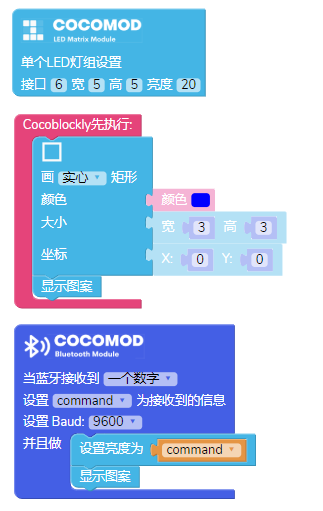 COCOMOD
LED Matrix Module
单个LED灯组设置
接口 6 宽 5 高 5 亮度 20
Cocoblockly先执行:
画 实心 矩形
颜色 颜色
大小 宽 3 高 3
坐标 X: 0 Y: 0
显示图案
COCOMOD
Bluetooth Module
当蓝牙接收到 一个数字
设置 command 为接收到的信息
设置 Baud: 9600
并且做 设置亮度为 command
显示图案